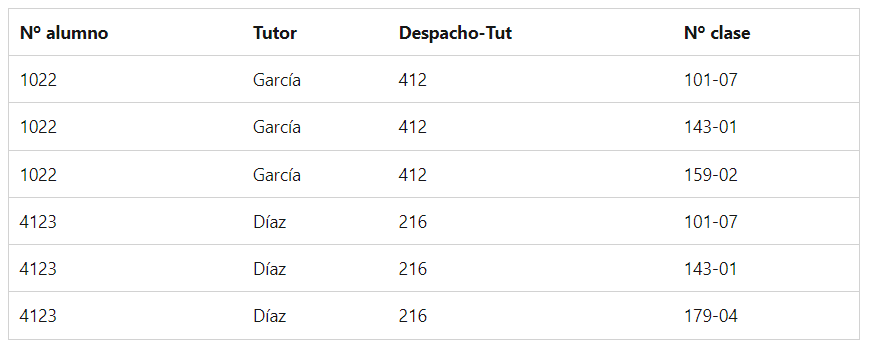 Nº alumno Tutor Despacho-Tut Nº clase
1022 García 412 101-07
1022 García 412 143-01
1022 García 412 159-02
4123 Díaz 216 101-07
4123 Díaz 216 143-01
4123 Díaz 216 179-04